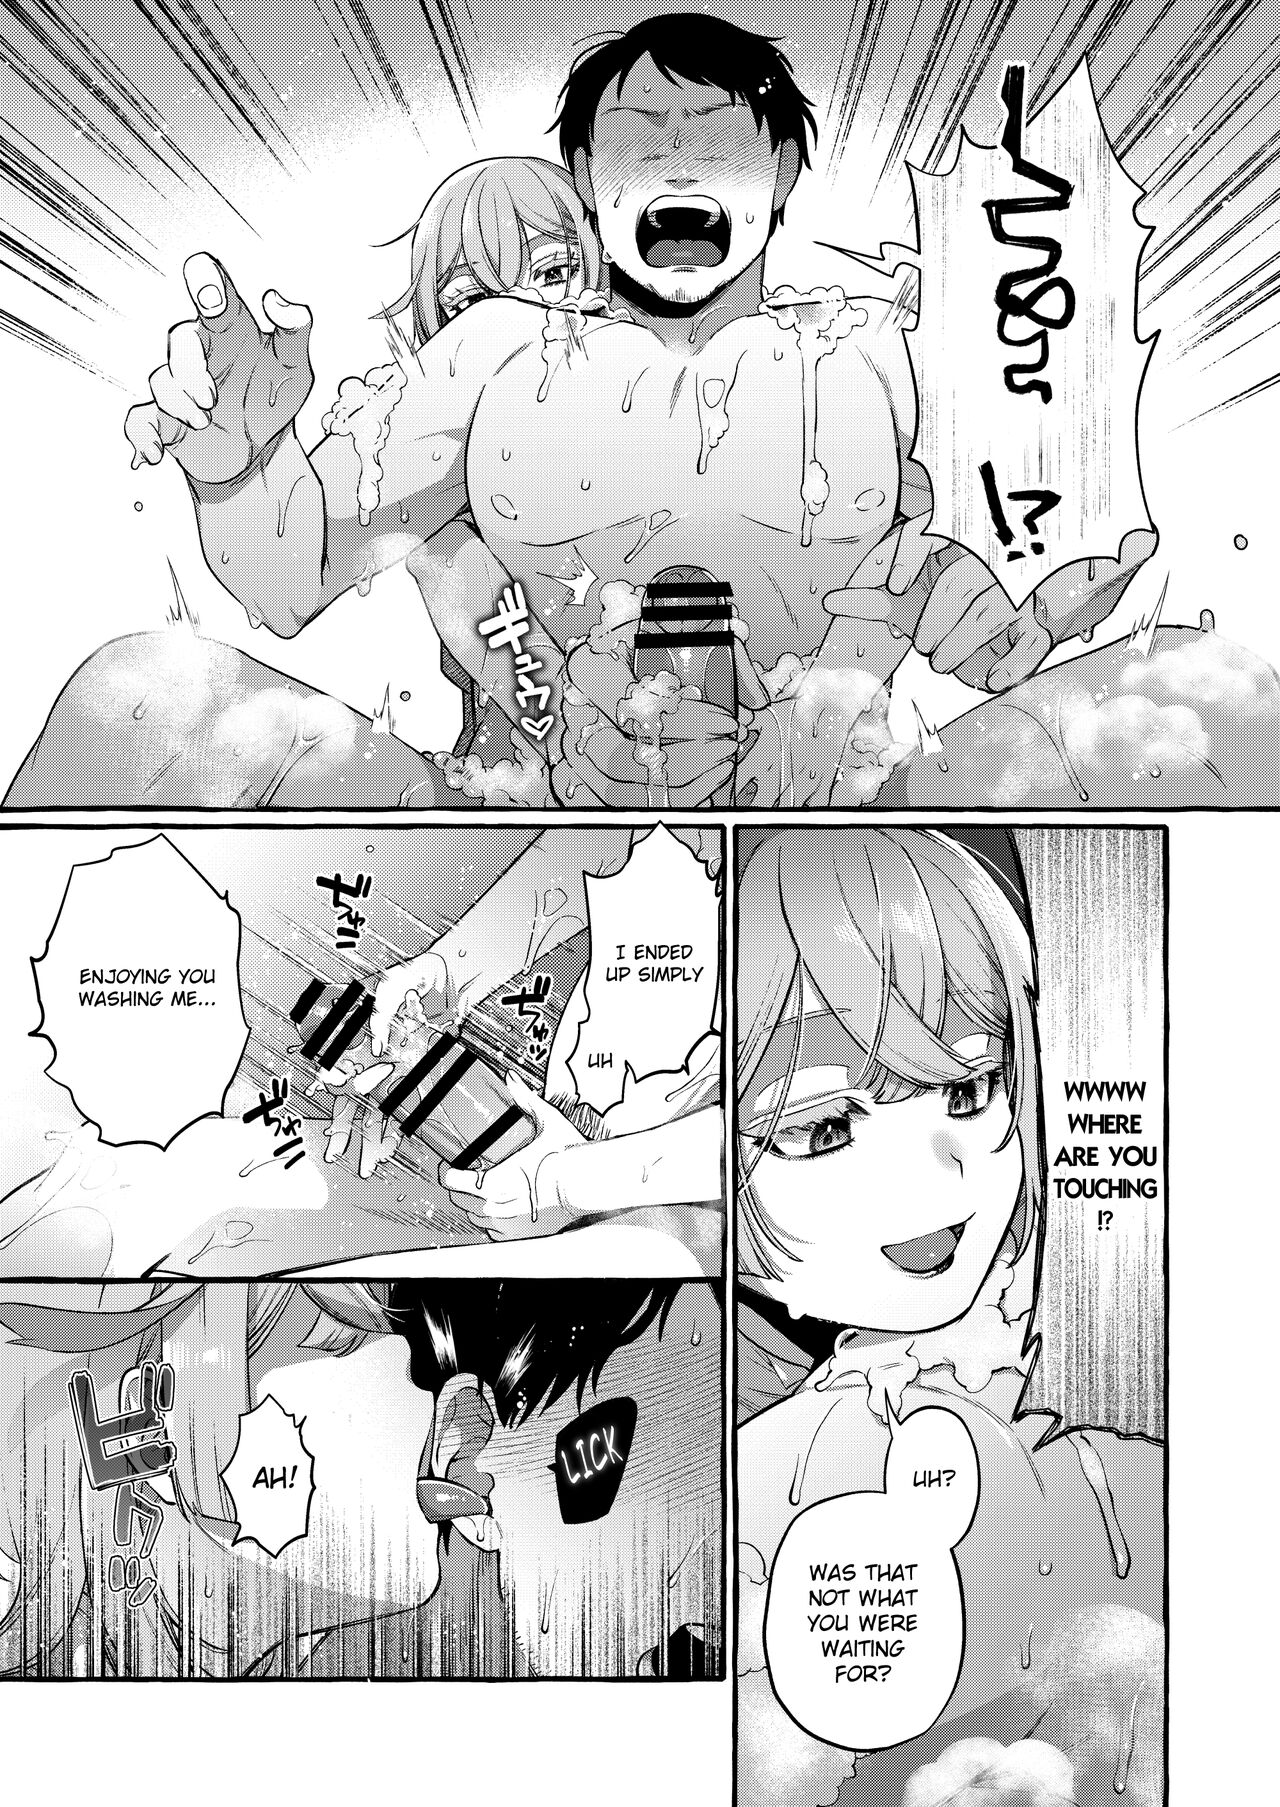 !?
ギュウ♡
WWWW
WHERE
ARE YOU
TOUCHING
!?
UH?
WAS THAT
NOT WHAT
YOU WERE
WAITING
FOR?
I ENDED
UP SIMPLY
UH
ENJOYING YOU
WASHING ME...
LICK
AH!